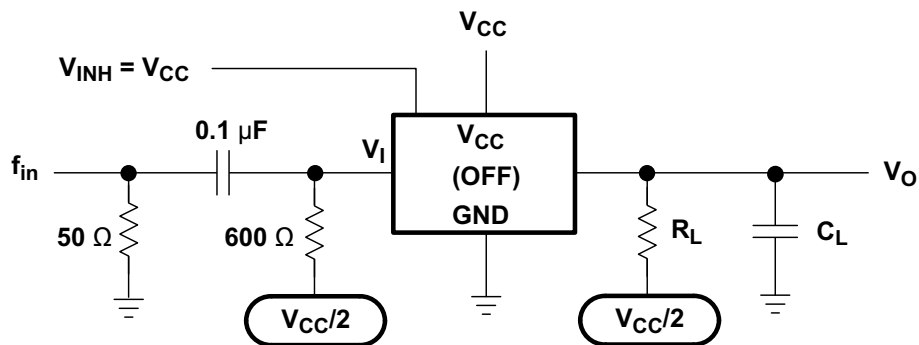 VCC
VINH = VCC
0.1 µF
VI
VCC
(OFF)
GND
fin
VO
50 Ω
600 Ω
RL
CL
VCC/2
VCC/2